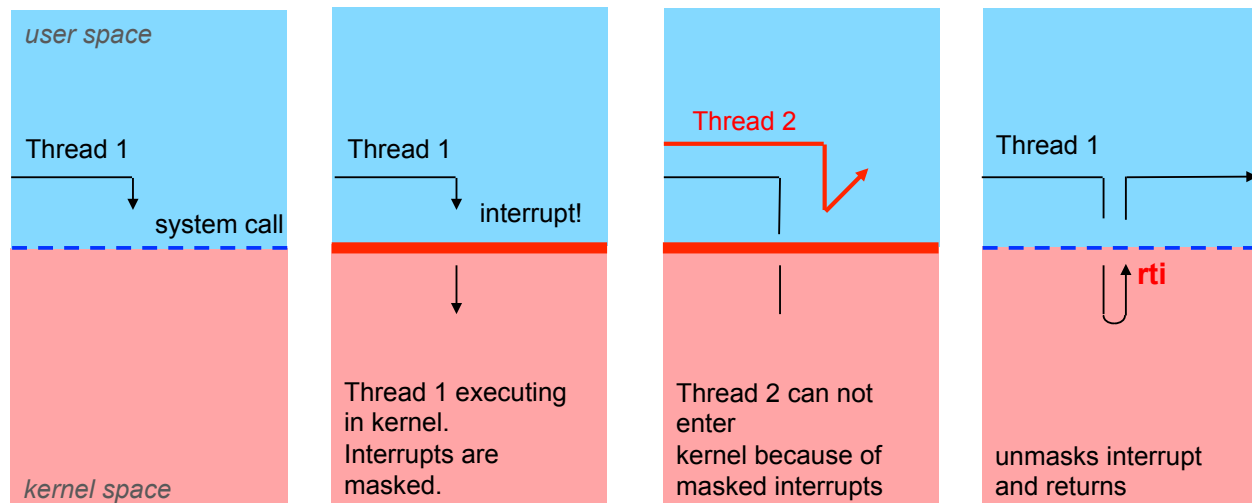 user space
Thread 1
system call
kernel space
Thread 1
interrupt!
Thread 1 executing
in kernel.
Interrupts are
masked.
Thread 2
Thread 2 can not
enter
kernel because of
masked interrupts
Thread 1
rti
unmasks interrupt
and returns